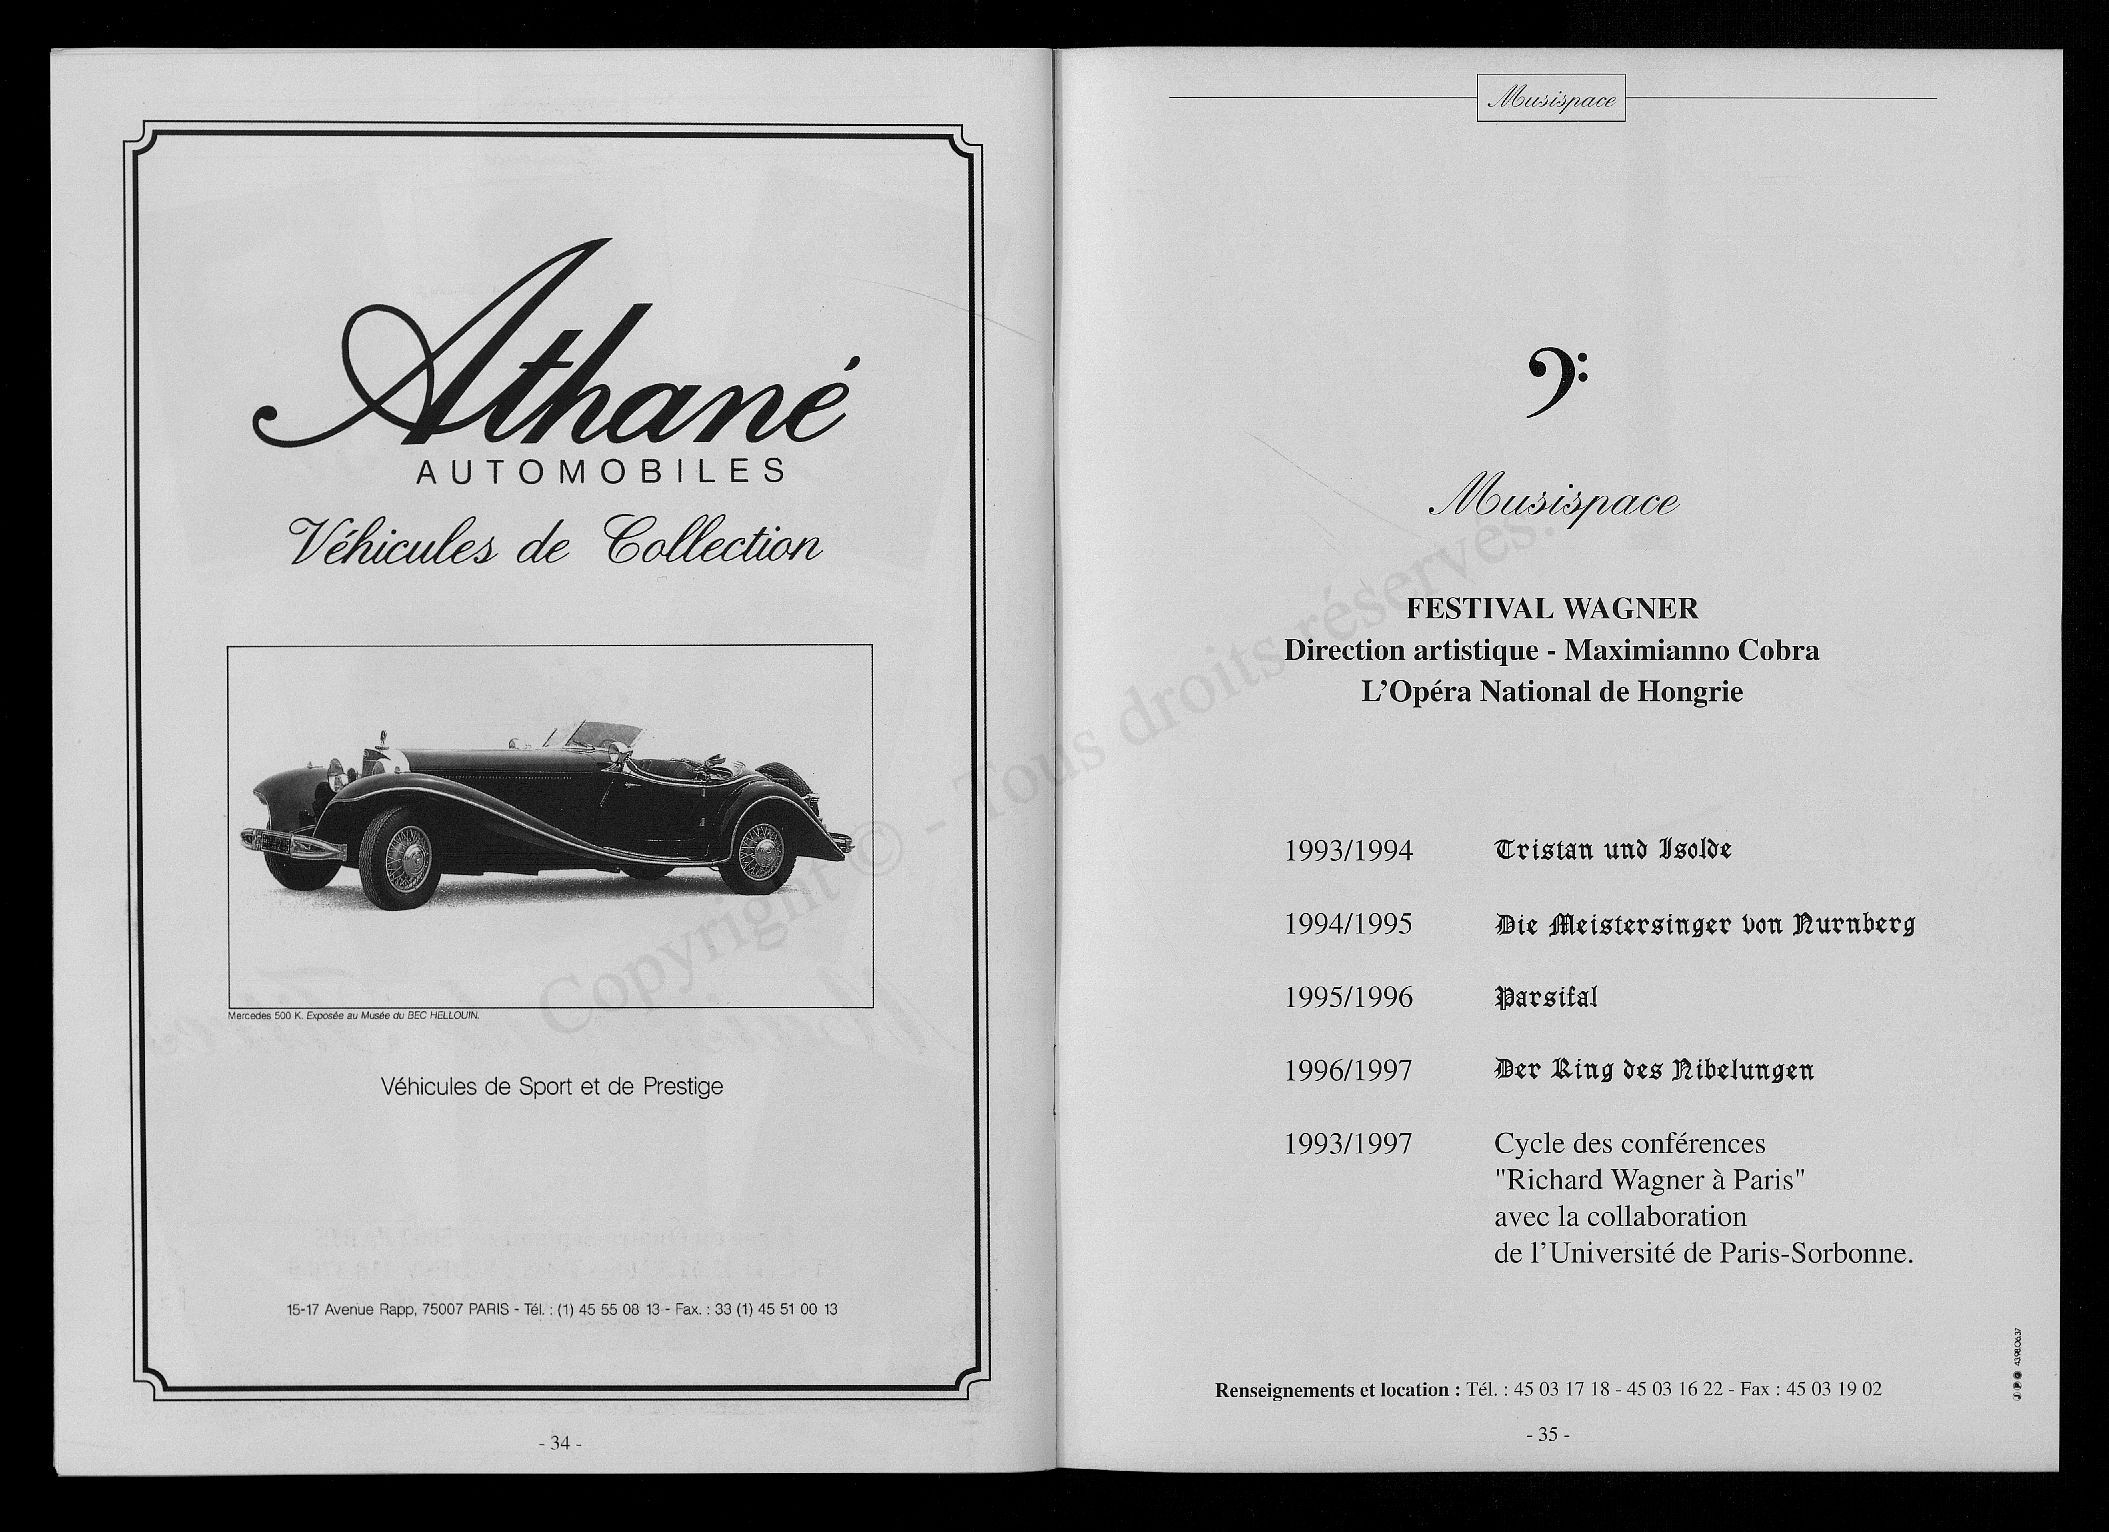 Athané
AUTOMOBILES
Véhicules de Collection
Mercedes 500 K. Exposée au Musée du BEC HELLOUIN.
Véhicules de Sport et de Prestige
15-17 Avenue Rapp, 75007 PARIS - Tél. : (1) 45 55 08 13 - Fax. : 33 (1) 45 51 00 13
- 34 -
Musispace
Musispace
FESTIVAL WAGNER
Direction artistique - Maximianno Cobra
L'Opéra National de Hongrie
1993/1994 Tristan und Isolde
1994/1995 Die Meistersinger von Nurnberg
1995/1996 Parsifal
1996/1997 Der Ring des Nibelungen
1993/1997 Cycle des conférences
"Richard Wagner à Paris"
avec la collaboration
de l'Université de Paris-Sorbonne.
Renseignements et location : Tél. : 45 03 17 18 - 45 03 16 22 - Fax : 45 03 19 02
- 35 -
Copyright © - Tous droits réservés.